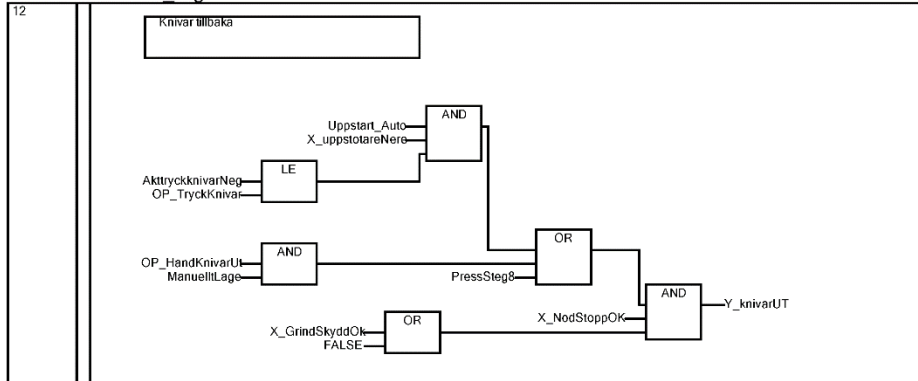 12
Knivar tillbaka
AND
Uppstart_Auto
X_uppstotareNere
LE
AkttryckknivarNeg
OP_TryckKnivar
OR
AND
OP_HandKnivarUt
ManuelltLage
PressSteg8
AND
Y_knivarUT
X_NodStoppOK
OR
X_GrindSkyddOk
FALSE